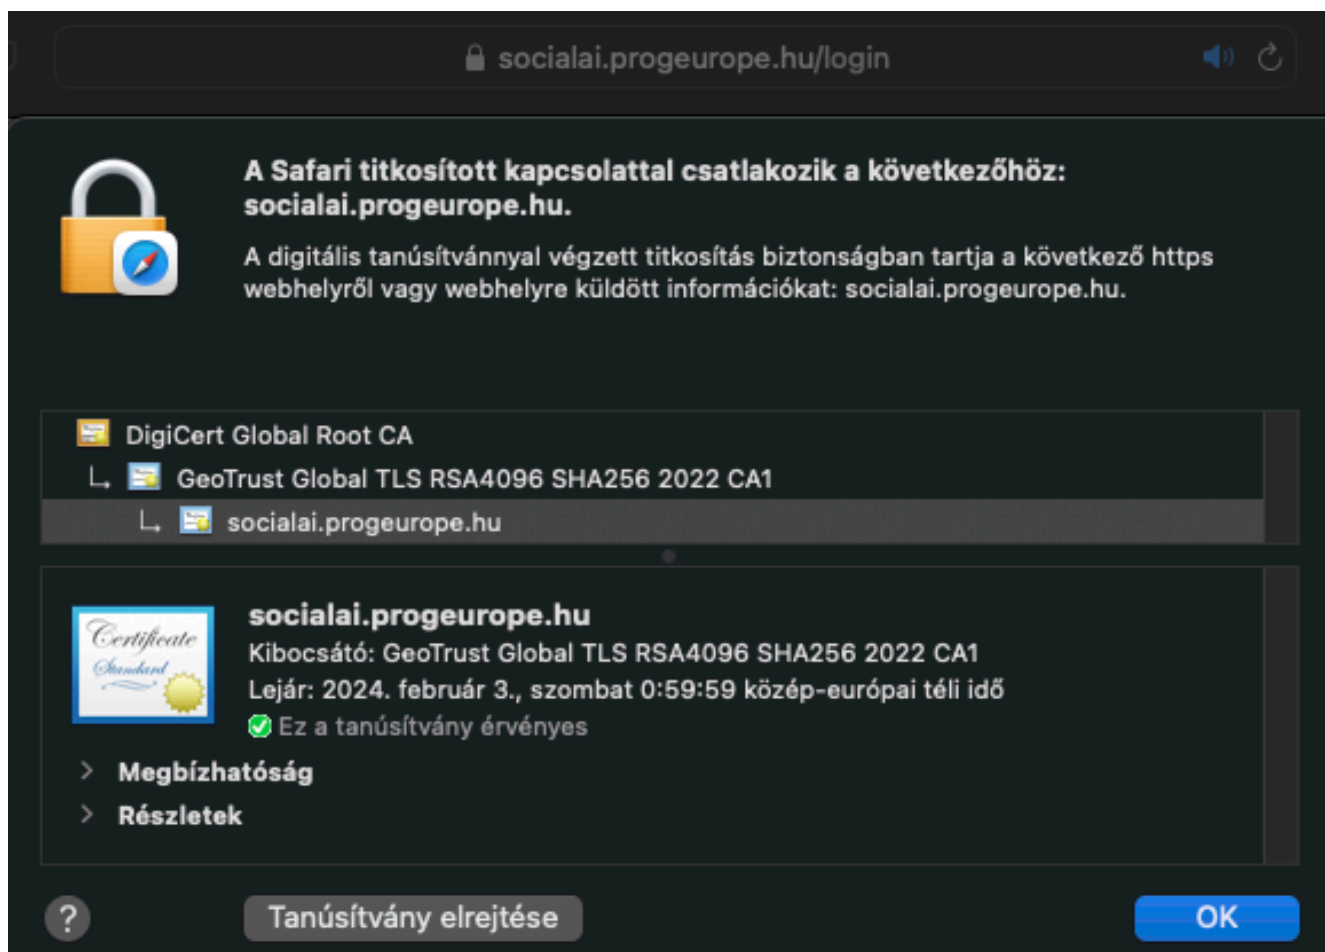 socialai.progeurope.hu/login
A Safari titkosított kapcsolattal csatlakozik a következőhöz:
socialai.progeurope.hu.
A digitális tanúsítvánnyal végzett titkosítás biztonságban tartja a következő https
webhelyről vagy webhelyre küldött információkat: socialai.progeurope.hu.
DigiCert Global Root CA
GeoTrust Global TLS RSA4096 SHA256 2022 CA1
socialai.progeurope.hu
Certificate
Standard
socialai.progeurope.hu
Kibocsátó: GeoTrust Global TLS RSA4096 SHA256 2022 CA1
Lejár: 2024. február 3., szombat 0:59:59 közép-európai téli idő
Ez a tanúsítvány érvényes
> Megbízhatóság
> Részletek
? Tanúsítvány elrejtése OK